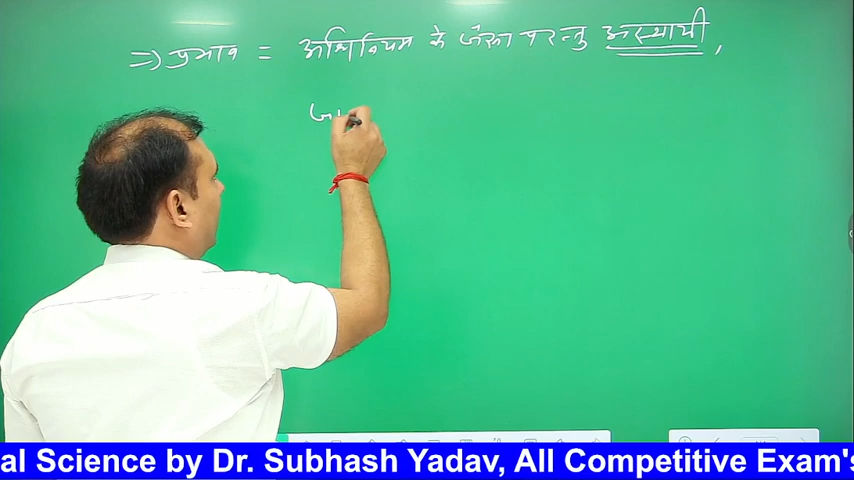 => प्रभाव = अधिनियम के जैसा परन्तु अस्थायी,
al Science by Dr. Subhash Yadav, All Competitive Exam's